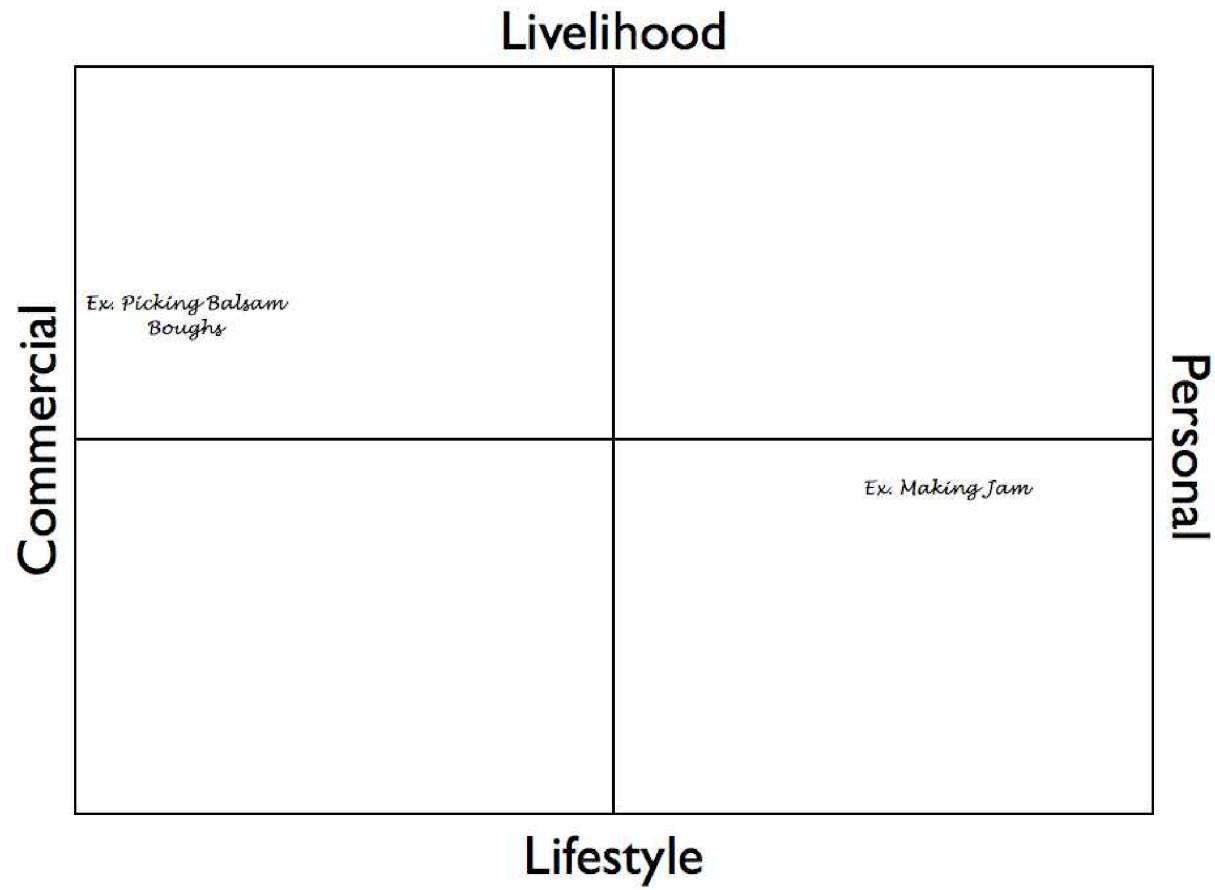 Livelihood
Ex. Picking Balsam
Boughs
Commercial
Personal
Ex. Making Jam
Lifestyle